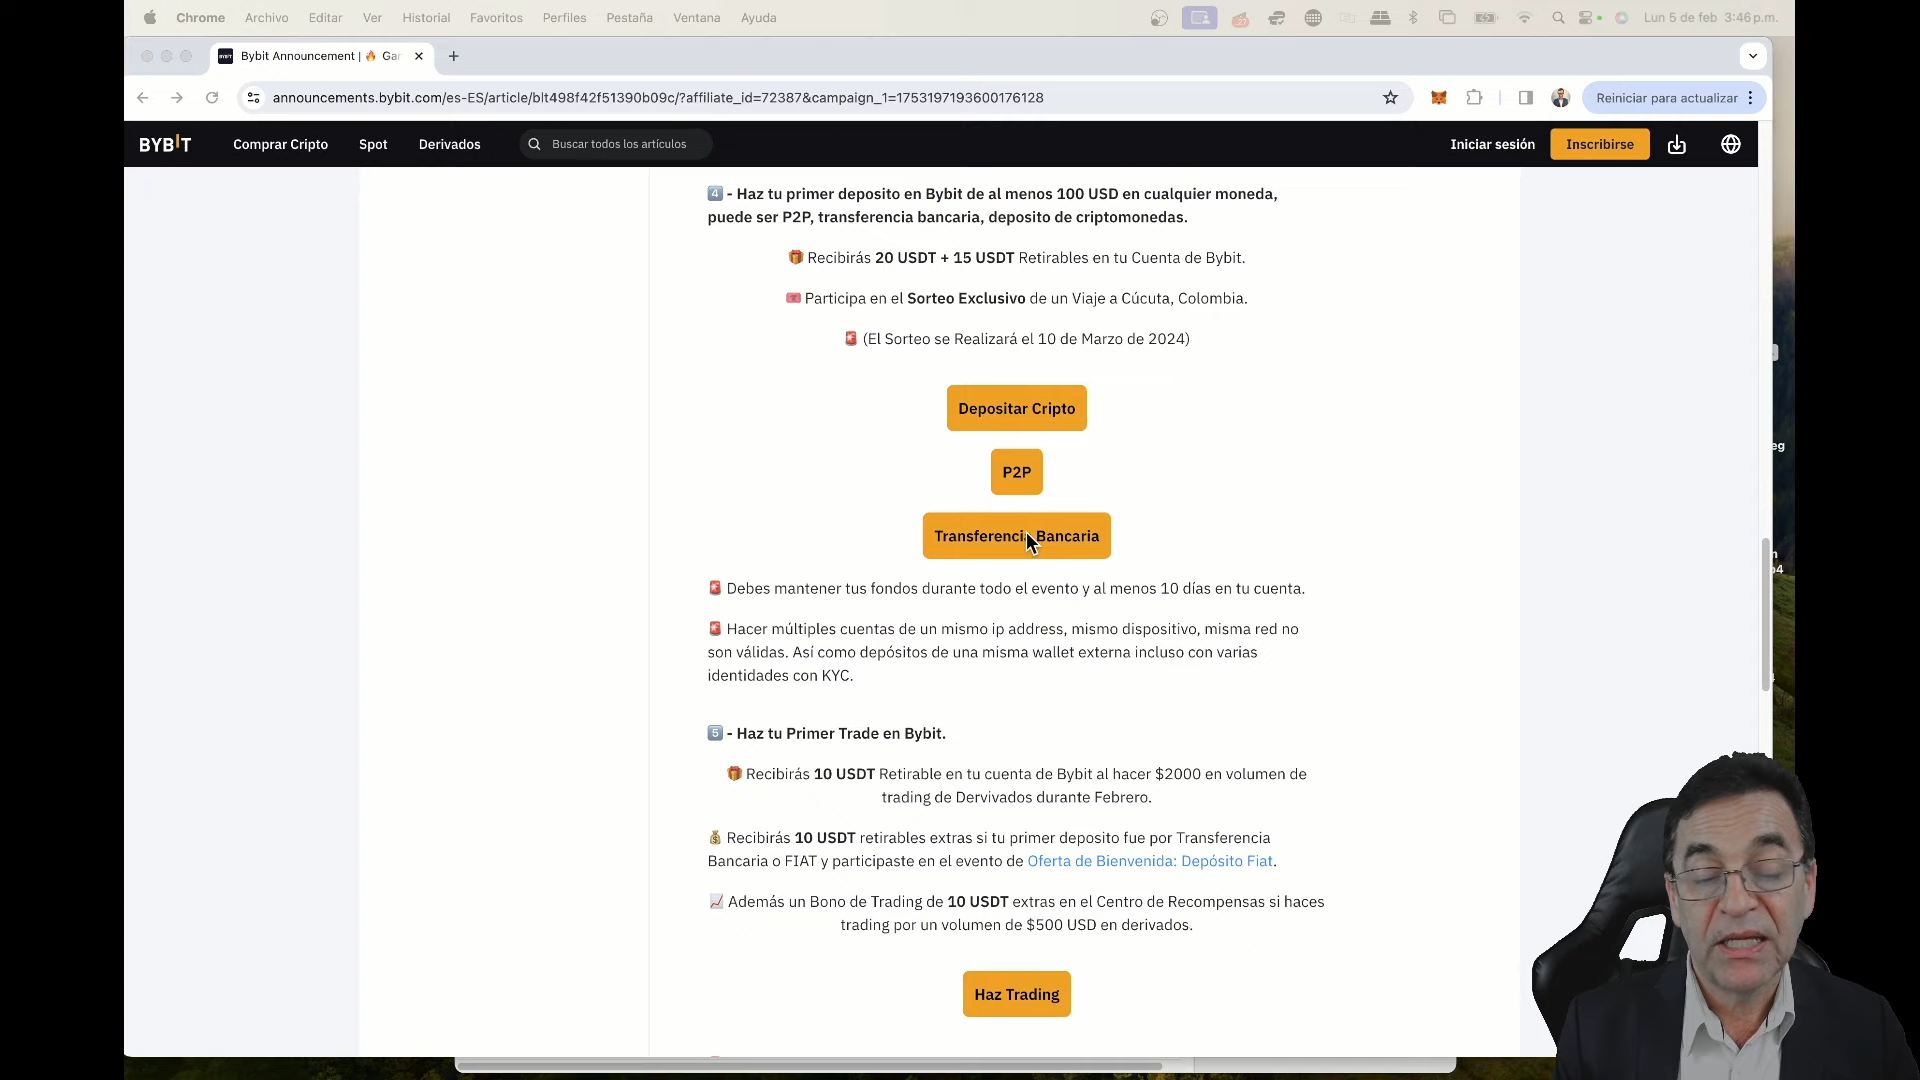 Chrome Archivo Editar Ver Historial Favoritos Perfiles Pestaña Ventana Ayuda
Lun 5 de feb 3:46 p.m.
Bybit Announcement | 🔥 Gar
announcements.bybit.com/es-ES/article/blt498f42f51390b09c/?affiliate_id=72387&campaign_1=1753197193600176128
Reiniciar para actualizar
BYBIT Comprar Cripto Spot Derivados Buscar todos los artículos Iniciar sesión Inscribirse
4️⃣ - Haz tu primer deposito en Bybit de al menos 100 USD en cualquier moneda,
puede ser P2P, transferencia bancaria, deposito de criptomonedas.
🎁 Recibirás 20 USDT + 15 USDT Retirables en tu Cuenta de Bybit.
🎟️ Participa en el Sorteo Exclusivo de un Viaje a Cúcuta, Colombia.
🚨 (El Sorteo se Realizará el 10 de Marzo de 2024)
Depositar Cripto
P2P
Transferencia Bancaria
🚨 Debes mantener tus fondos durante todo el evento y al menos 10 días en tu cuenta.
🚨 Hacer múltiples cuentas de un mismo ip address, mismo dispositivo, misma red no
son válidas. Así como depósitos de una misma wallet externa incluso con varias
identidades con KYC.
5️⃣ - Haz tu Primer Trade en Bybit.
🎁 Recibirás 10 USDT Retirable en tu cuenta de Bybit al hacer $2000 en volumen de
trading de Dervivados durante Febrero.
💰 Recibirás 10 USDT retirables extras si tu primer deposito fue por Transferencia
Bancaria o FIAT y participaste en el evento de Oferta de Bienvenida: Depósito Fiat.
📈 Además un Bono de Trading de 10 USDT extras en el Centro de Recompensas si haces
trading por un volumen de $500 USD en derivados.
Haz Trading